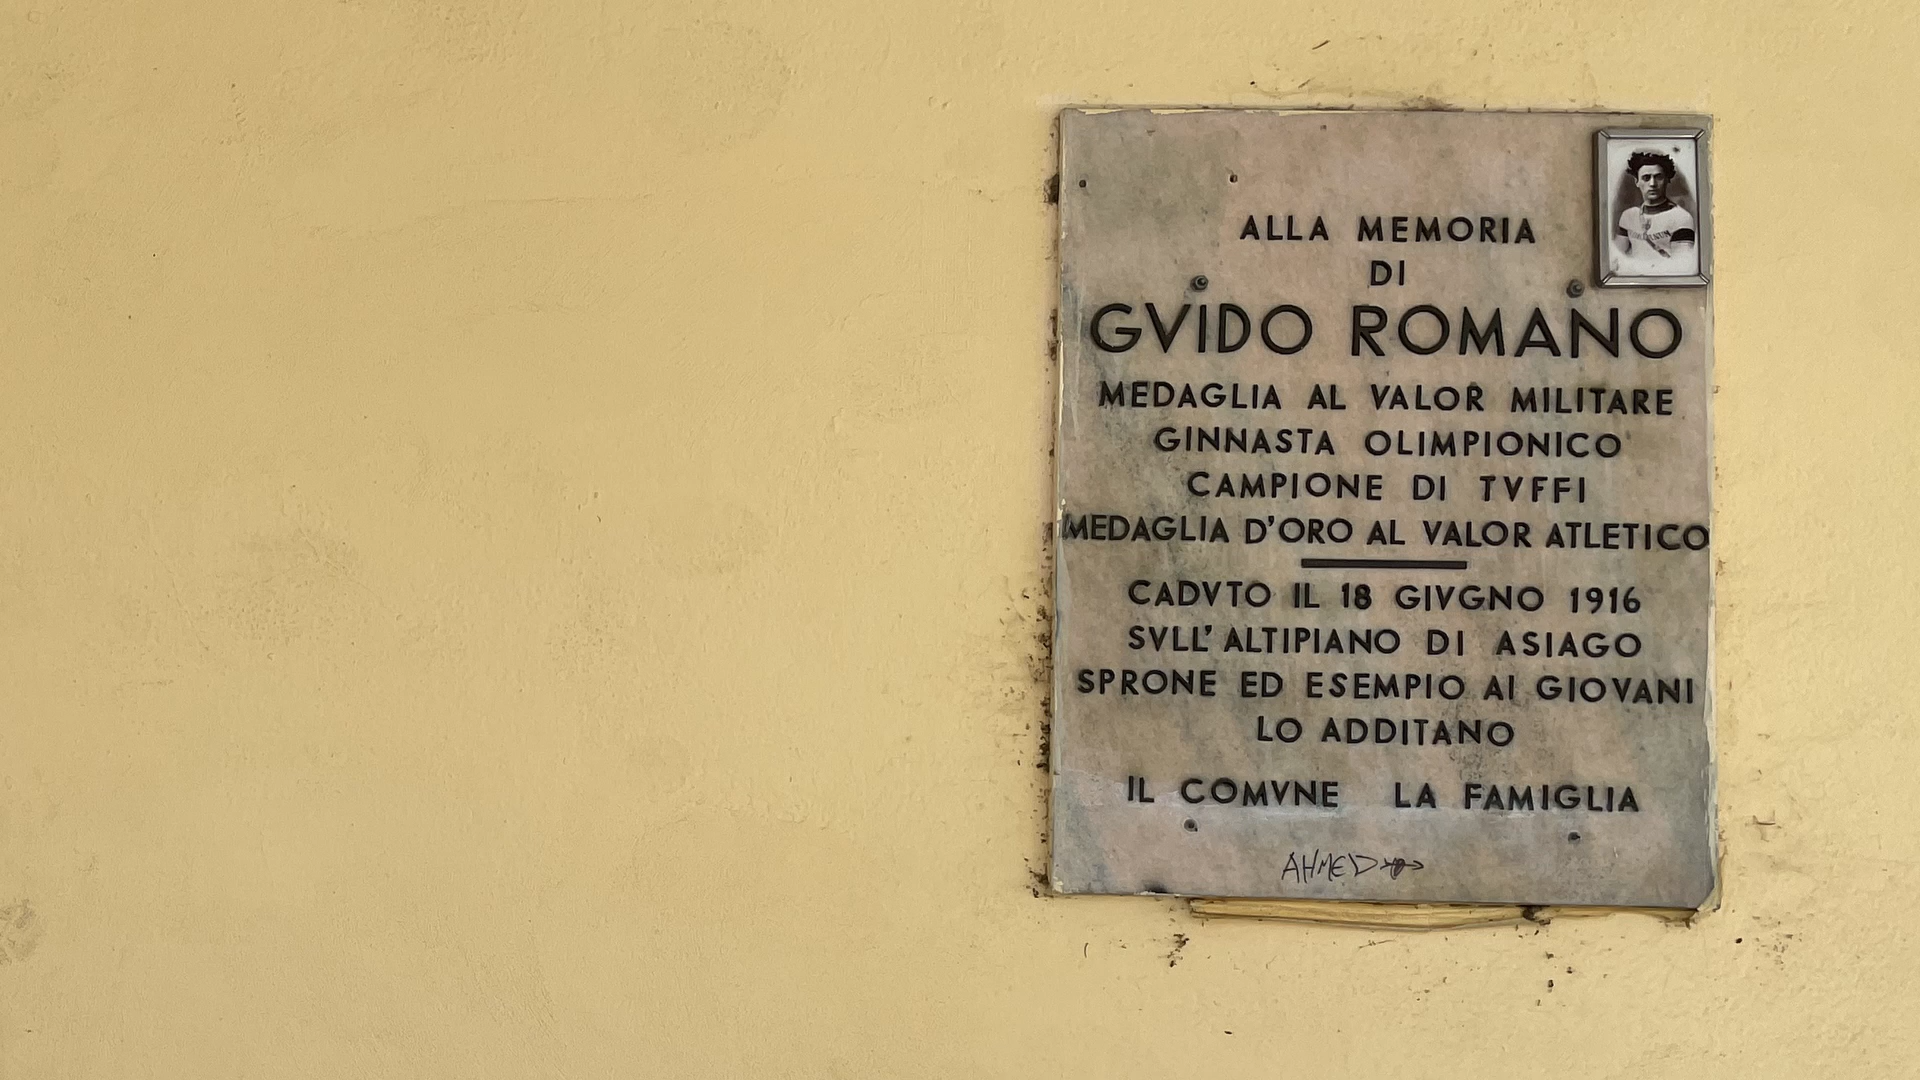 ALLA MEMORIA
DI
GVIDO ROMANO
MEDAGLIA AL VALOR MILITARE
GINNASTA OLIMPIONICO
CAMPIONE DI TVFFI
MEDAGLIA D'ORO AL VALOR ATLETICO
CADVTO IL 18 GIVGNO 1916
SVLL' ALTIPIANO DI ASIAGO
SPRONE ED ESEMPIO AI GIOVANI
LO ADDITANO
IL COMVNE LA FAMIGLIA
AHMED